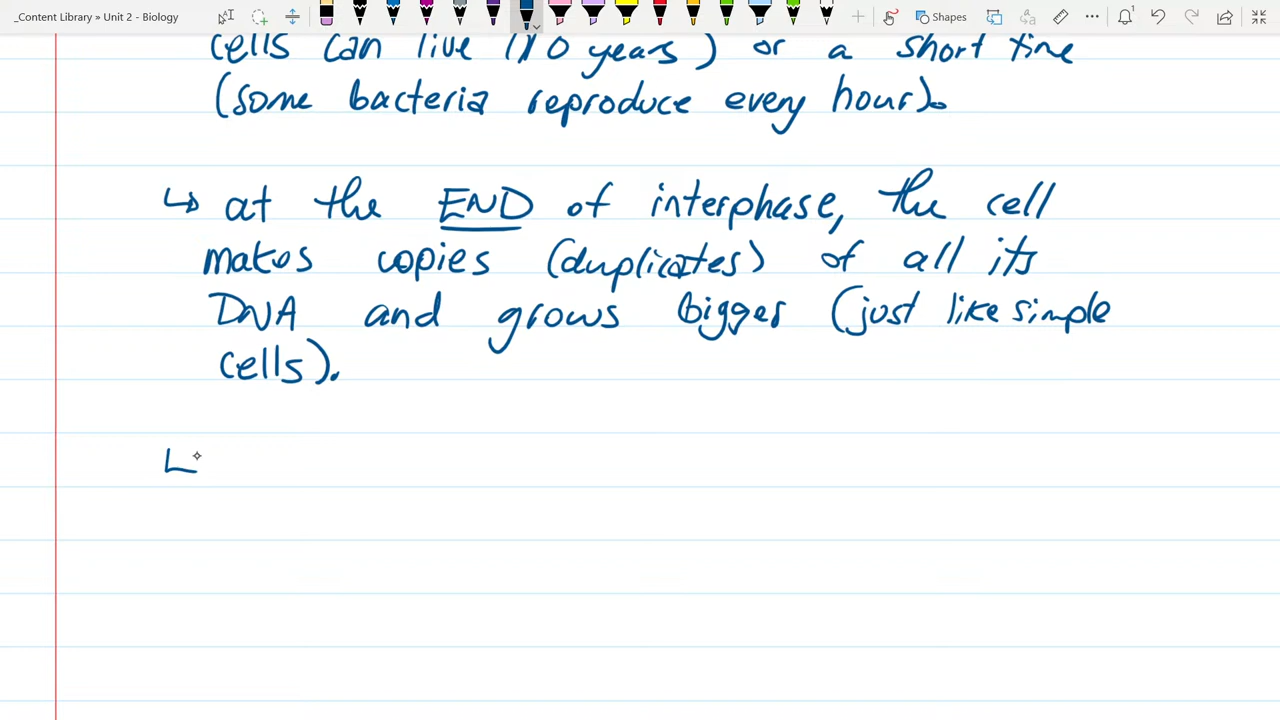 _Content Library » Unit 2 - Biology
Shapes
cells can live (10 years) or a short time
(some bacteria reproduce every hour).
↳ at the END of interphase, the cell
makes copies (duplicates) of all its
DNA and grows bigger (just like simple
cells).